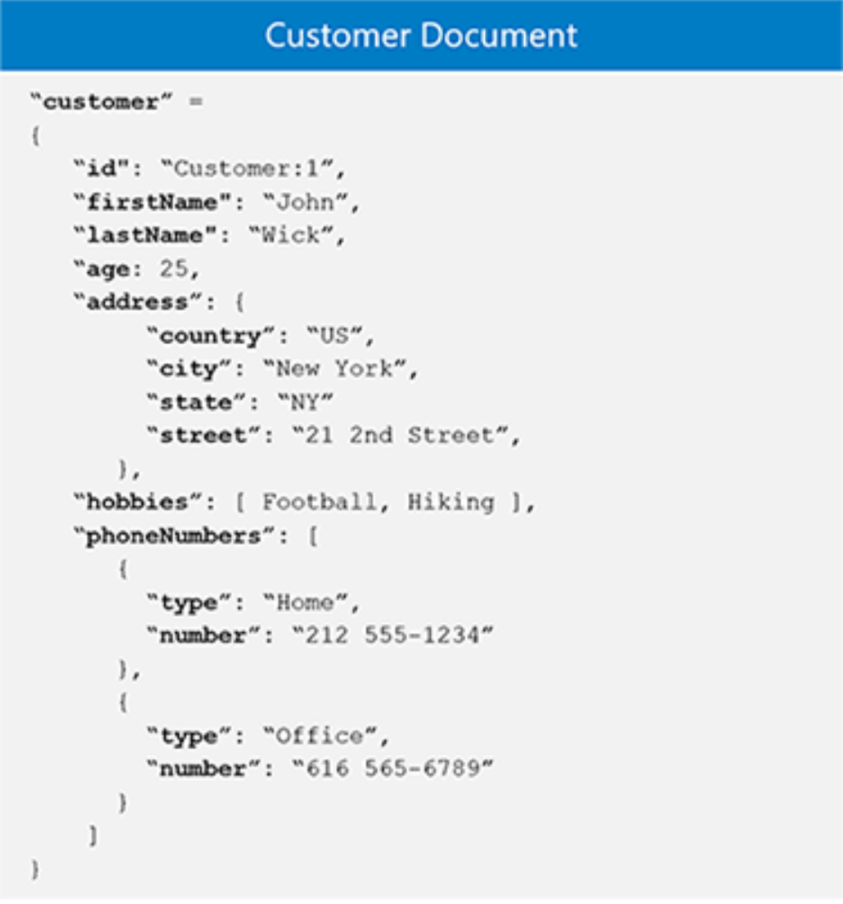 Customer Document
“customer” =
{
“id": “Customer:1”,
“firstName": “John”,
“lastName": “Wick”,
“age: 25,
“address”: {
“country”: “US”,
“city”: “New York”,
“state”: “NY”
“street”: “21 2nd Street”,
},
“hobbies”: [ Football, Hiking ],
“phoneNumbers”: [
{
“type”: “Home”,
“number”: “212 555-1234”
},
{
“type”: “Office”,
“number”: “616 565-6789”
}
]
}